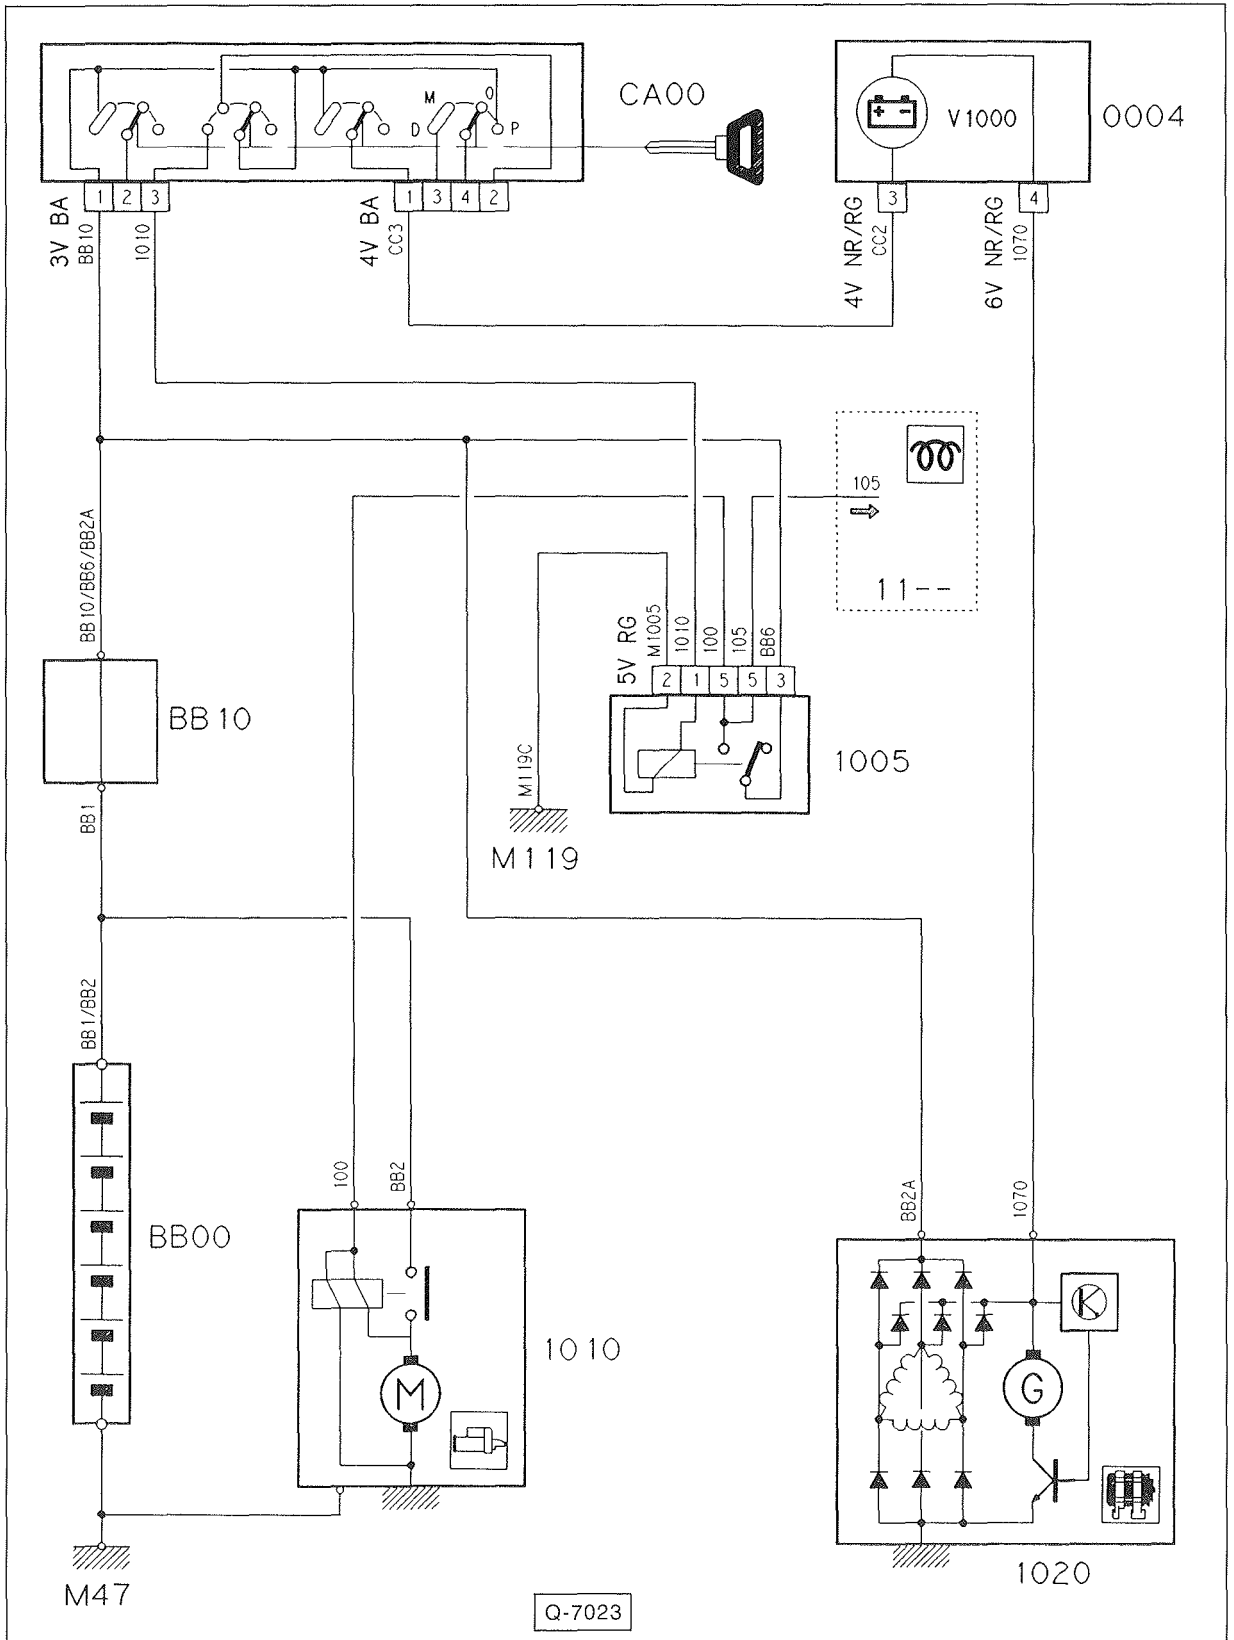 CA00
V1000
0004
M
O
D
P
+ -
1 2 3
1 3 4 2
3
4
3V BA
BB10
1010
4V BA
CC3
4V NR/RG
CC2
6V NR/RG
1070
105
11--
BB10/BB6/BB2A
5V RG
M1005
1010
100
105
BB6
2 1 5 5 3
BB10
1005
M119C
M119
BB1
BB1/BB2
BB00
100
BB2
1010
M
BB2A
1070
G
1020
M47
Q-7023